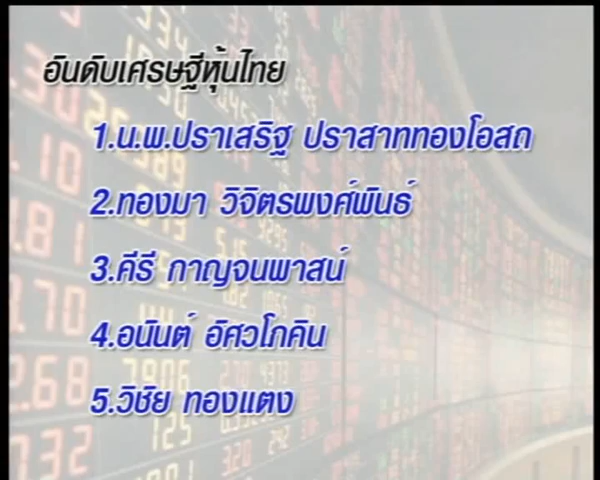 อันดับเศรษฐีหุ้นไทย
1.น.พ.ปราเสริฐ ปราสาททองโอสถ
2.ทองมา วิจิตรพงศ์พันธ์
3.คีรี กาญจนพาสน์
4.อนันต์ อัศวโภคิน
5.วิชัย ทองแตง